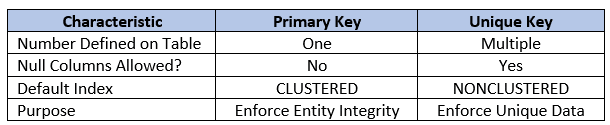 Characteristic Primary Key Unique Key
Number Defined on Table One Multiple
Null Columns Allowed? No Yes
Default Index CLUSTERED NONCLUSTERED
Purpose Enforce Entity Integrity Enforce Unique Data